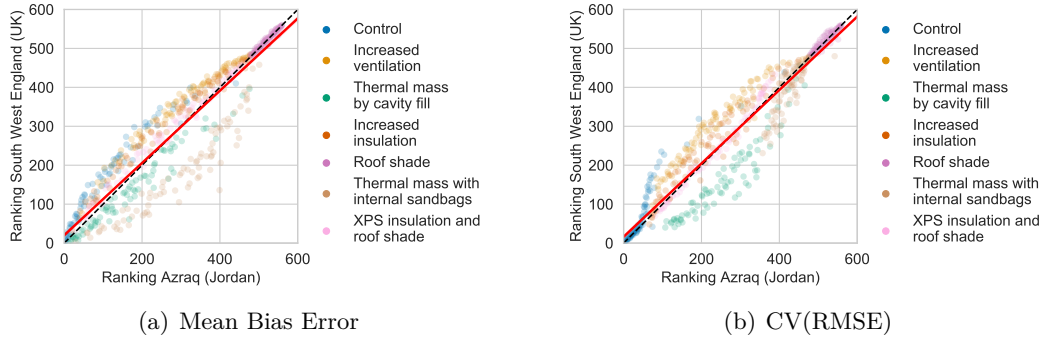 600
500
400
300
200
100
0
Ranking South West England (UK)
0 200 400 600
Ranking Azraq (Jordan)
Control
Increased
ventilation
Thermal mass
by cavity fill
Increased
insulation
Roof shade
Thermal mass with
internal sandbags
XPS insulation and
roof shade
(a) Mean Bias Error
600
500
400
300
200
100
0
Ranking South West England (UK)
0 200 400 600
Ranking Azraq (Jordan)
Control
Increased
ventilation
Thermal mass
by cavity fill
Increased
insulation
Roof shade
Thermal mass with
internal sandbags
XPS insulation and
roof shade
(b) CV(RMSE)